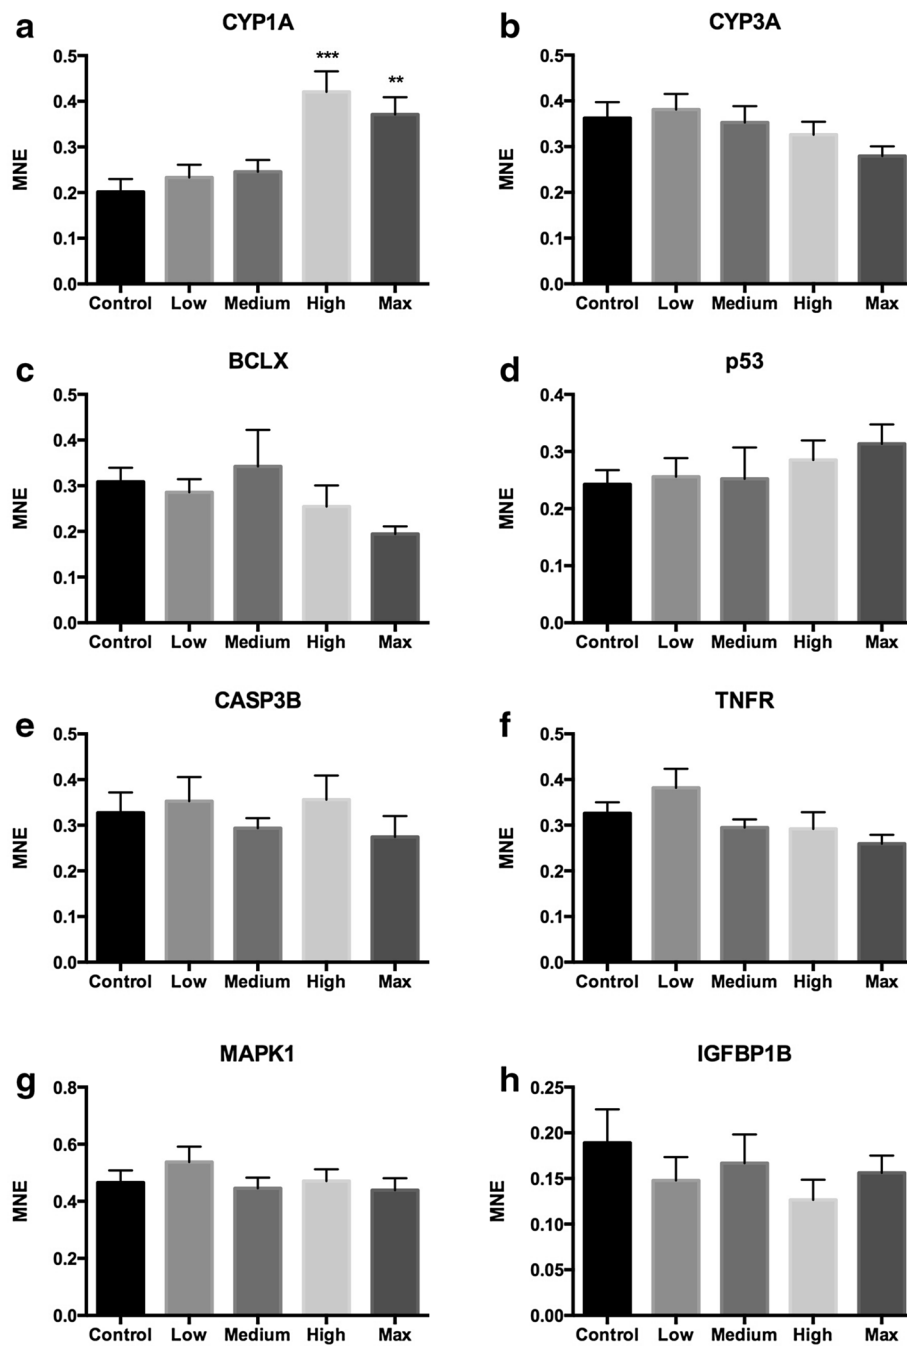 a CYP1A
0.5
0.4
0.3
0.2
0.1
0.0
MNE
*** **
Control Low Medium High Max
b CYP3A
0.5
0.4
0.3
0.2
0.1
0.0
MNE
Control Low Medium High Max
c BCLX
0.5
0.4
0.3
0.2
0.1
0.0
MNE
Control Low Medium High Max
d p53
0.4
0.3
0.2
0.1
0.0
MNE
Control Low Medium High Max
e CASP3B
0.5
0.4
0.3
0.2
0.1
0.0
MNE
Control Low Medium High Max
f TNFR
0.5
0.4
0.3
0.2
0.1
0.0
MNE
Control Low Medium High Max
g MAPK1
0.8
0.6
0.4
0.2
0.0
MNE
Control Low Medium High Max
h IGFBP1B
0.25
0.20
0.15
0.10
0.05
0.00
MNE
Control Low Medium High Max